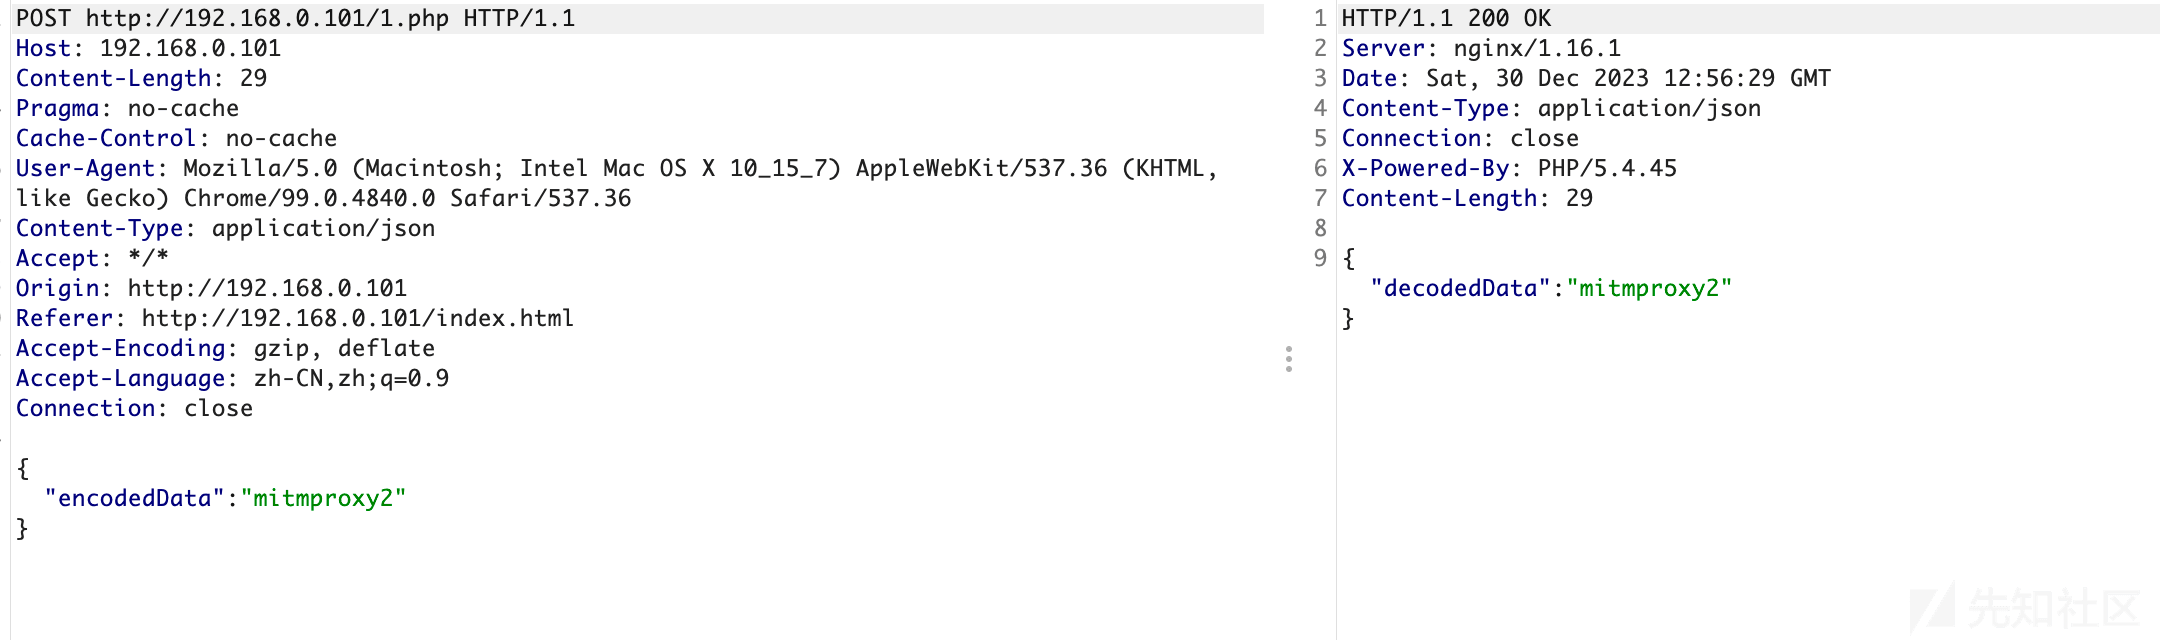 POST http://192.168.0.101/1.php HTTP/1.1
Host: 192.168.0.101
Content-Length: 29
Pragma: no-cache
Cache-Control: no-cache
User-Agent: Mozilla/5.0 (Macintosh; Intel Mac OS X 10_15_7) AppleWebKit/537.36 (KHTML,
like Gecko) Chrome/99.0.4840.0 Safari/537.36
Content-Type: application/json
Accept: */*
Origin: http://192.168.0.101
Referer: http://192.168.0.101/index.html
Accept-Encoding: gzip, deflate
Accept-Language: zh-CN,zh;q=0.9
Connection: close
{
"encodedData":"mitmproxy2"
}
1 HTTP/1.1 200 OK
2 Server: nginx/1.16.1
3 Date: Sat, 30 Dec 2023 12:56:29 GMT
4 Content-Type: application/json
5 Connection: close
6 X-Powered-By: PHP/5.4.45
7 Content-Length: 29
8
9 {
"decodedData":"mitmproxy2"
}
先知社区